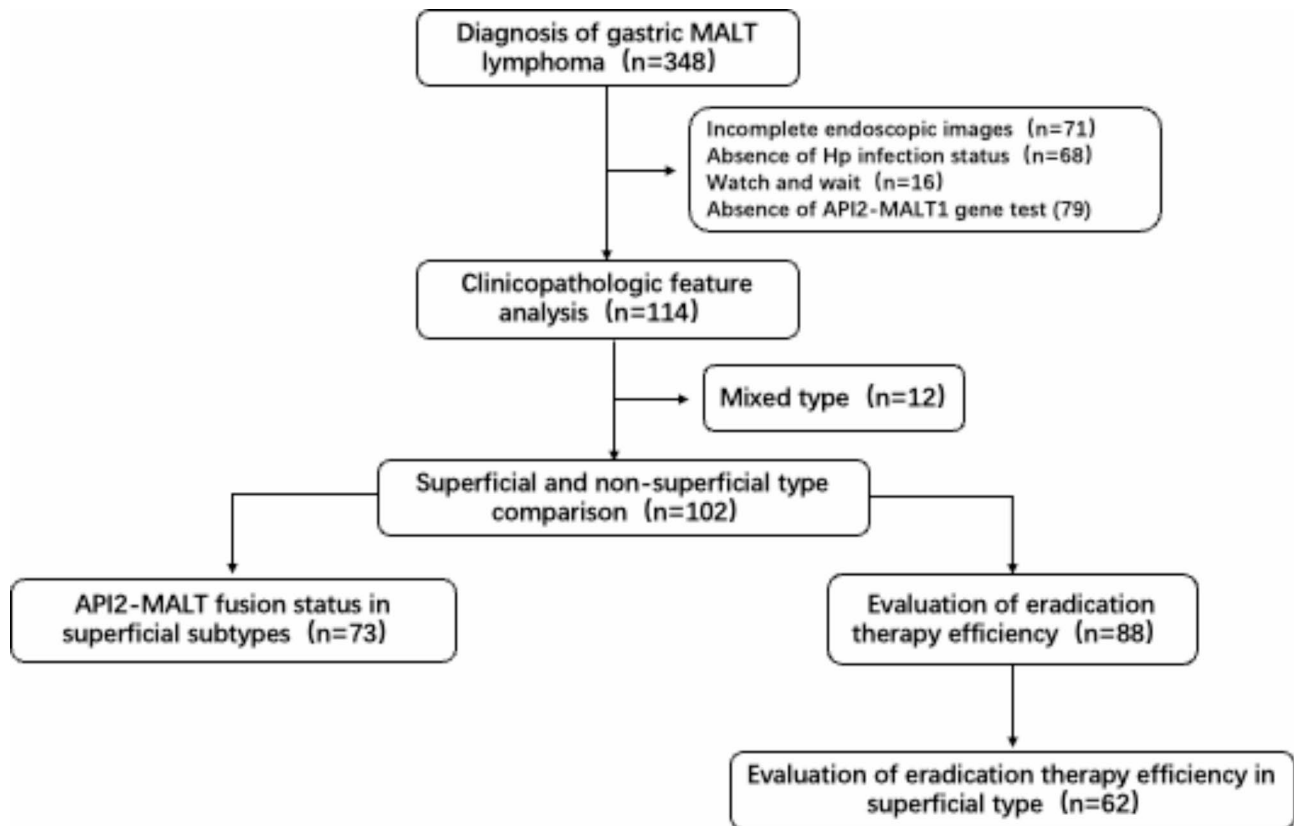 Diagnosis of gastric MALT
lymphoma (n=348)
Incomplete endoscopic images (n=71)
Absence of Hp infection status (n=68)
Watch and wait (n=16)
Absence of API2-MALT1 gene test (79)
Clinicopathologic feature
analysis (n=114)
Mixed type (n=12)
Superficial and non-superficial type
comparison (n=102)
API2-MALT fusion status in
superficial subtypes (n=73)
Evaluation of eradication
therapy efficiency (n=88)
Evaluation of eradication therapy efficiency in
superficial type (n=62)